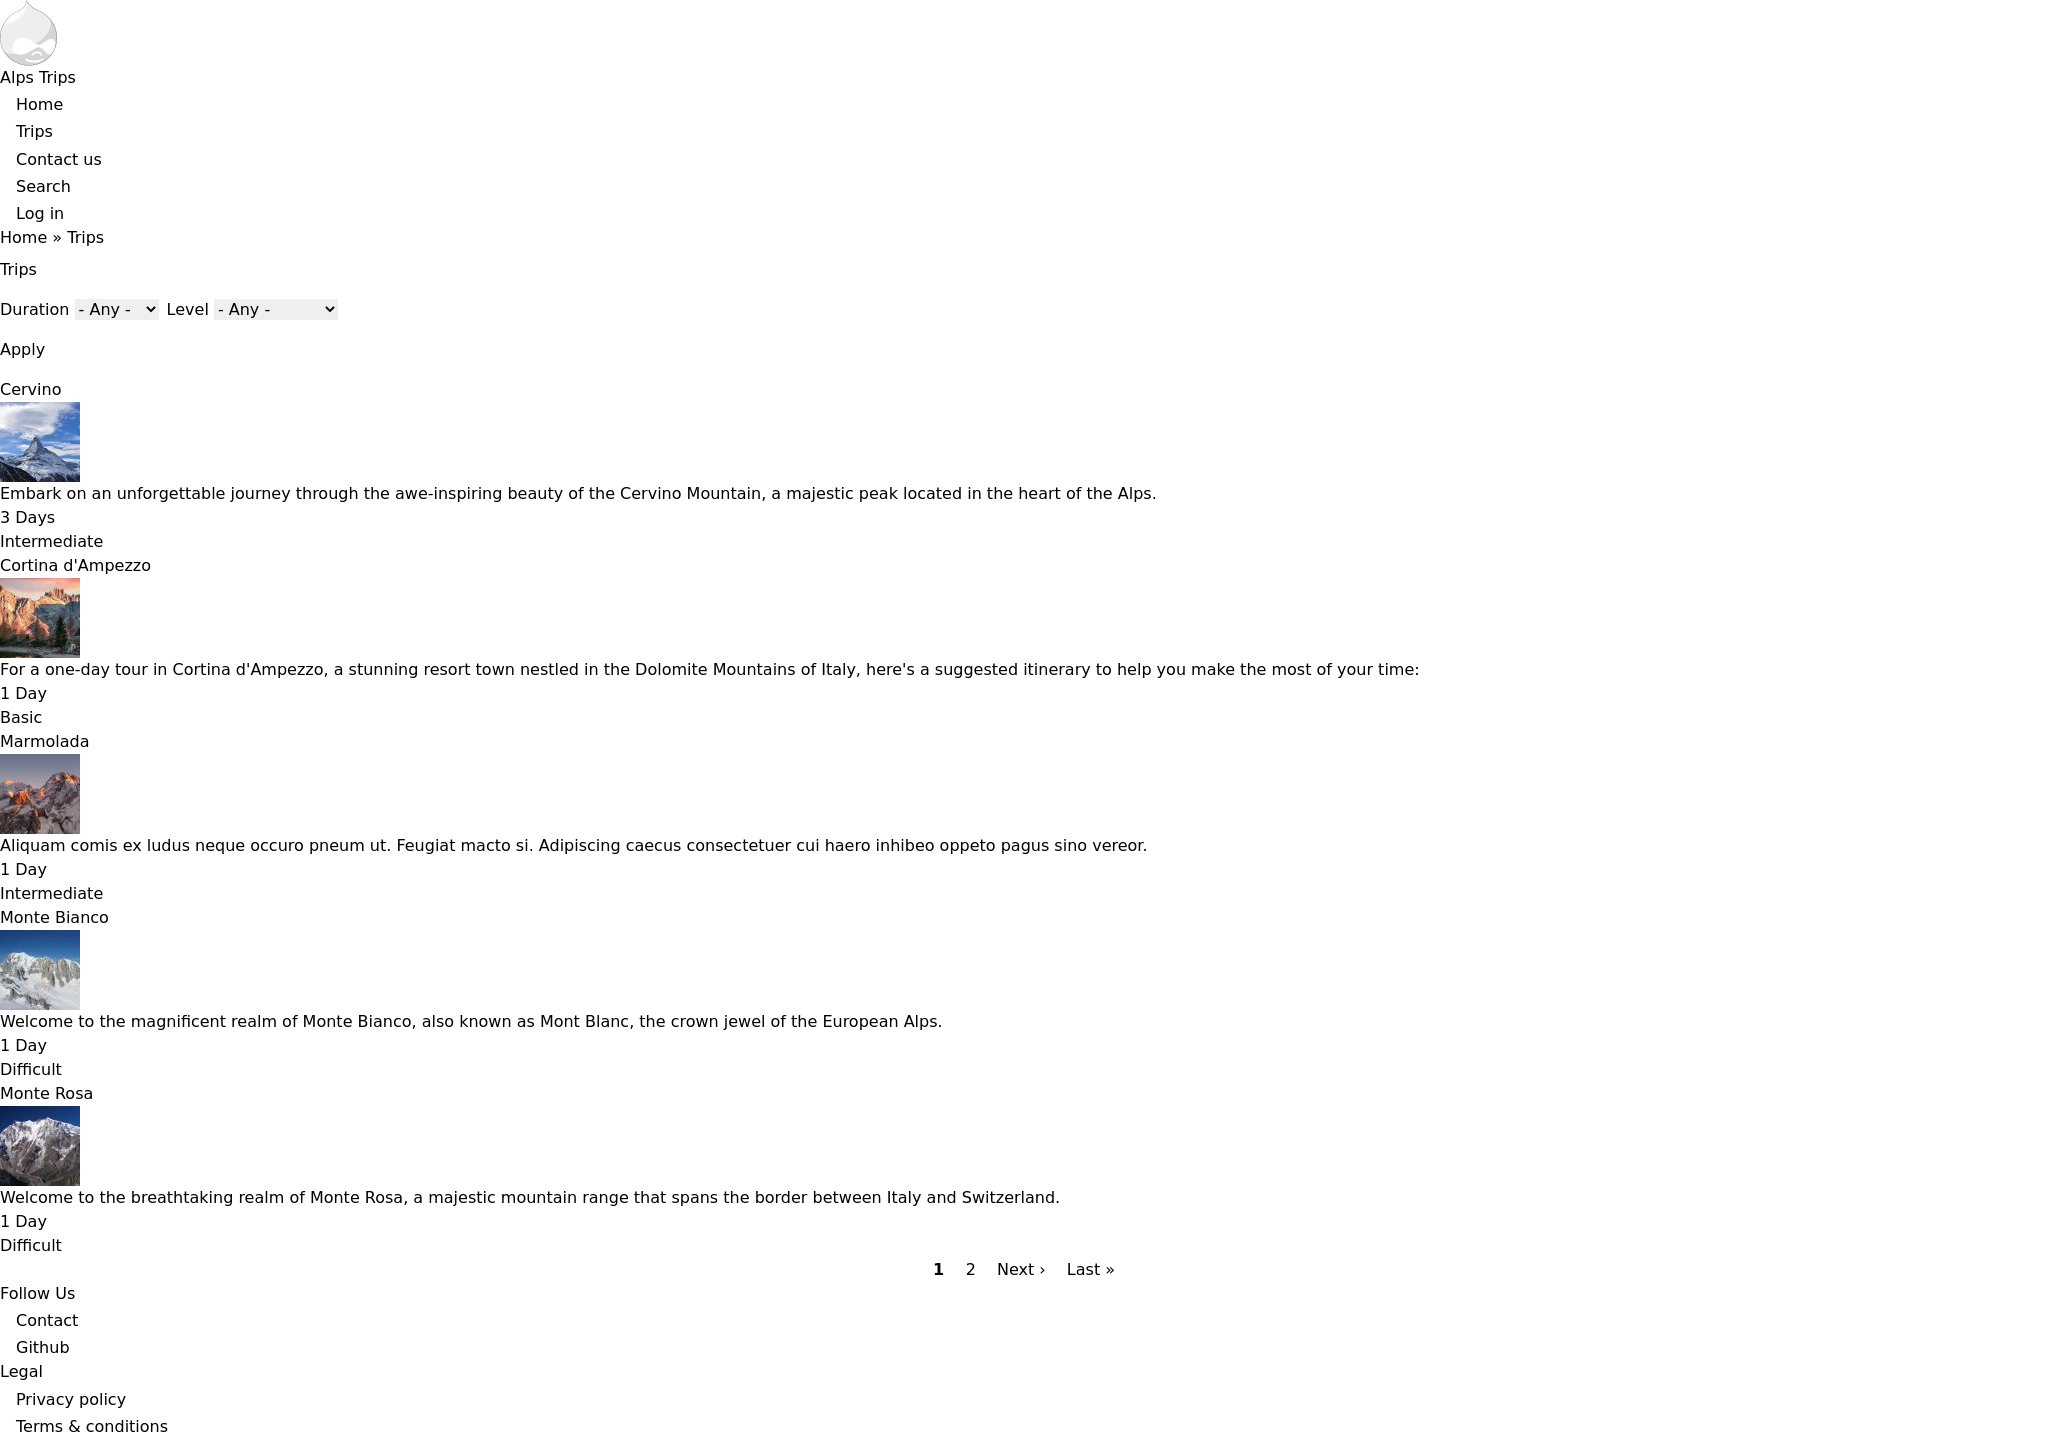 Alps Trips
Home
Trips
Contact us
Search
Log in
Home » Trips
Trips
Duration - Any - Level - Any -
Apply
Cervino
Embark on an unforgettable journey through the awe-inspiring beauty of the Cervino Mountain, a majestic peak located in the heart of the Alps.
3 Days
Intermediate
Cortina d'Ampezzo
For a one-day tour in Cortina d'Ampezzo, a stunning resort town nestled in the Dolomite Mountains of Italy, here's a suggested itinerary to help you make the most of your time:
1 Day
Basic
Marmolada
Aliquam comis ex ludus neque occuro pneum ut. Feugiat macto si. Adipiscing caecus consectetuer cui haero inhibeo oppeto pagus sino vereor.
1 Day
Intermediate
Monte Bianco
Welcome to the magnificent realm of Monte Bianco, also known as Mont Blanc, the crown jewel of the European Alps.
1 Day
Difficult
Monte Rosa
Welcome to the breathtaking realm of Monte Rosa, a majestic mountain range that spans the border between Italy and Switzerland.
1 Day
Difficult
1 2 Next › Last »
Follow Us
Contact
Github
Legal
Privacy policy
Terms & conditions